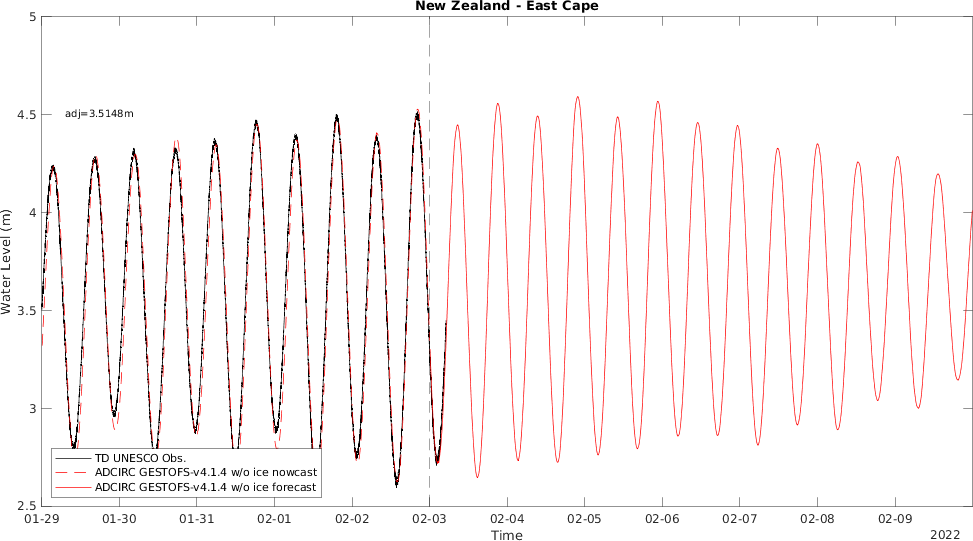 New Zealand - East Cape
5
4.5
4
3.5
3
2.5
Water Level (m)
adj=3.5148m
TD UNESCO Obs.
ADCIRC GESTOFS-v4.1.4 w/o ice nowcast
ADCIRC GESTOFS-v4.1.4 w/o ice forecast
01-29 01-30 01-31 02-01 02-02 02-03 02-04 02-05 02-06 02-07 02-08 02-09
Time
2022